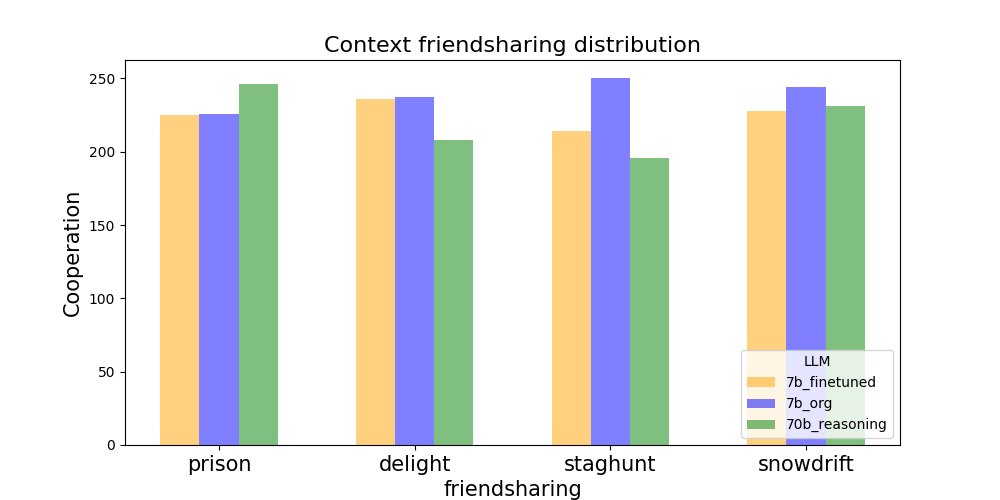 Context friendsharing distribution
Cooperation
250
200
150
100
50
0
prison delight staghunt snowdrift
friendsharing
LLM
7b_finetuned
7b_org
70b_reasoning